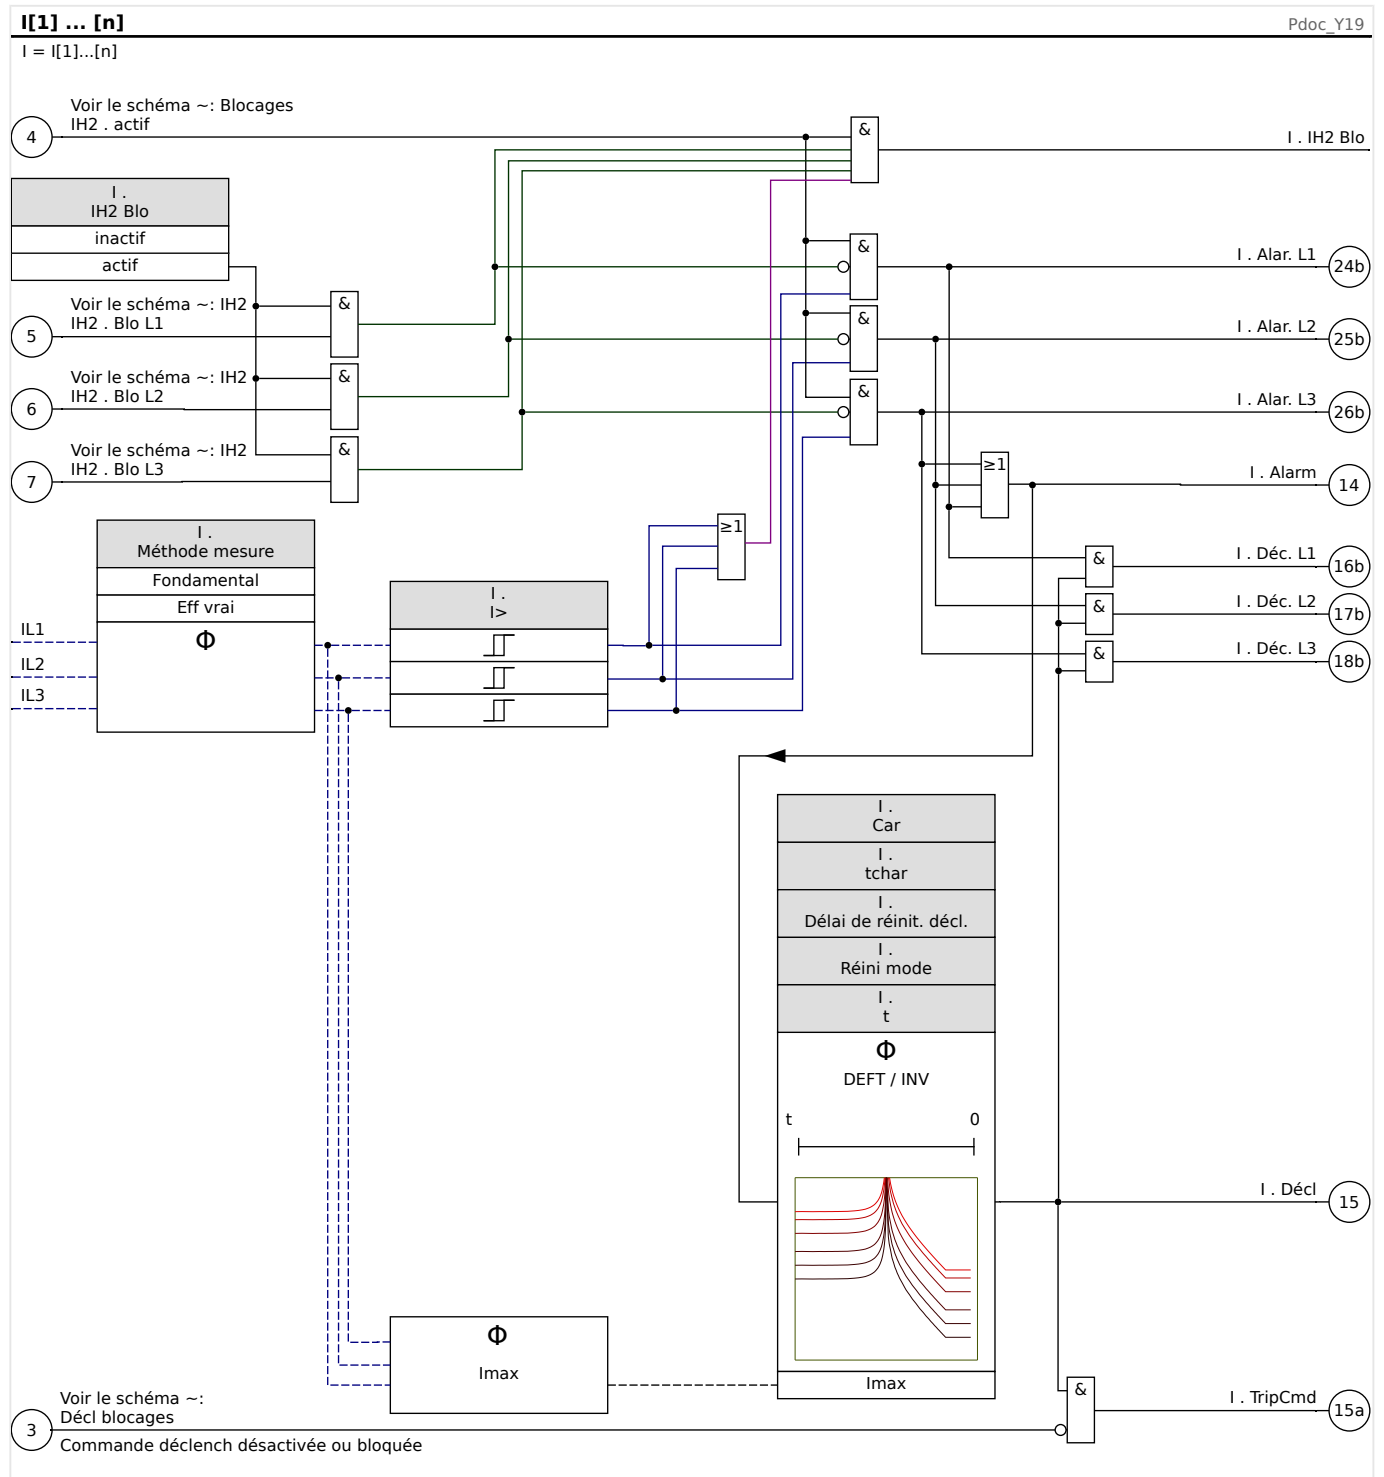 I[1] ... [n]
Pdoc_Y19
I = I[1]...[n]
Voir le schéma ~: Blocages
IH2 . actif
4
&
I . IH2 Blo
I .
IH2 Blo
inactif
actif
&
I . Alar. L1
24b
Voir le schéma ~: IH2
IH2 . Blo L1
5
&
&
I . Alar. L2
25b
Voir le schéma ~: IH2
IH2 . Blo L2
6
&
&
I . Alar. L3
26b
Voir le schéma ~: IH2
IH2 . Blo L3
7
&
≥1
I . Alarm
14
I .
Méthode mesure
Fondamental
Eff vrai
Φ
IL1
IL2
IL3
≥1
I .
I>
&
I . Déc. L1
16b
&
I . Déc. L2
17b
&
I . Déc. L3
18b
I .
Car
I .
tchar
I .
Délai de réinit. décl.
I .
Réini mode
I .
t
Φ
DEFT / INV
t
0
I . Décl
15
Φ
Imax
Imax
Voir le schéma ~:
Décl blocages
3
Commande déclench désactivée ou bloquée
&
I . TripCmd
15a